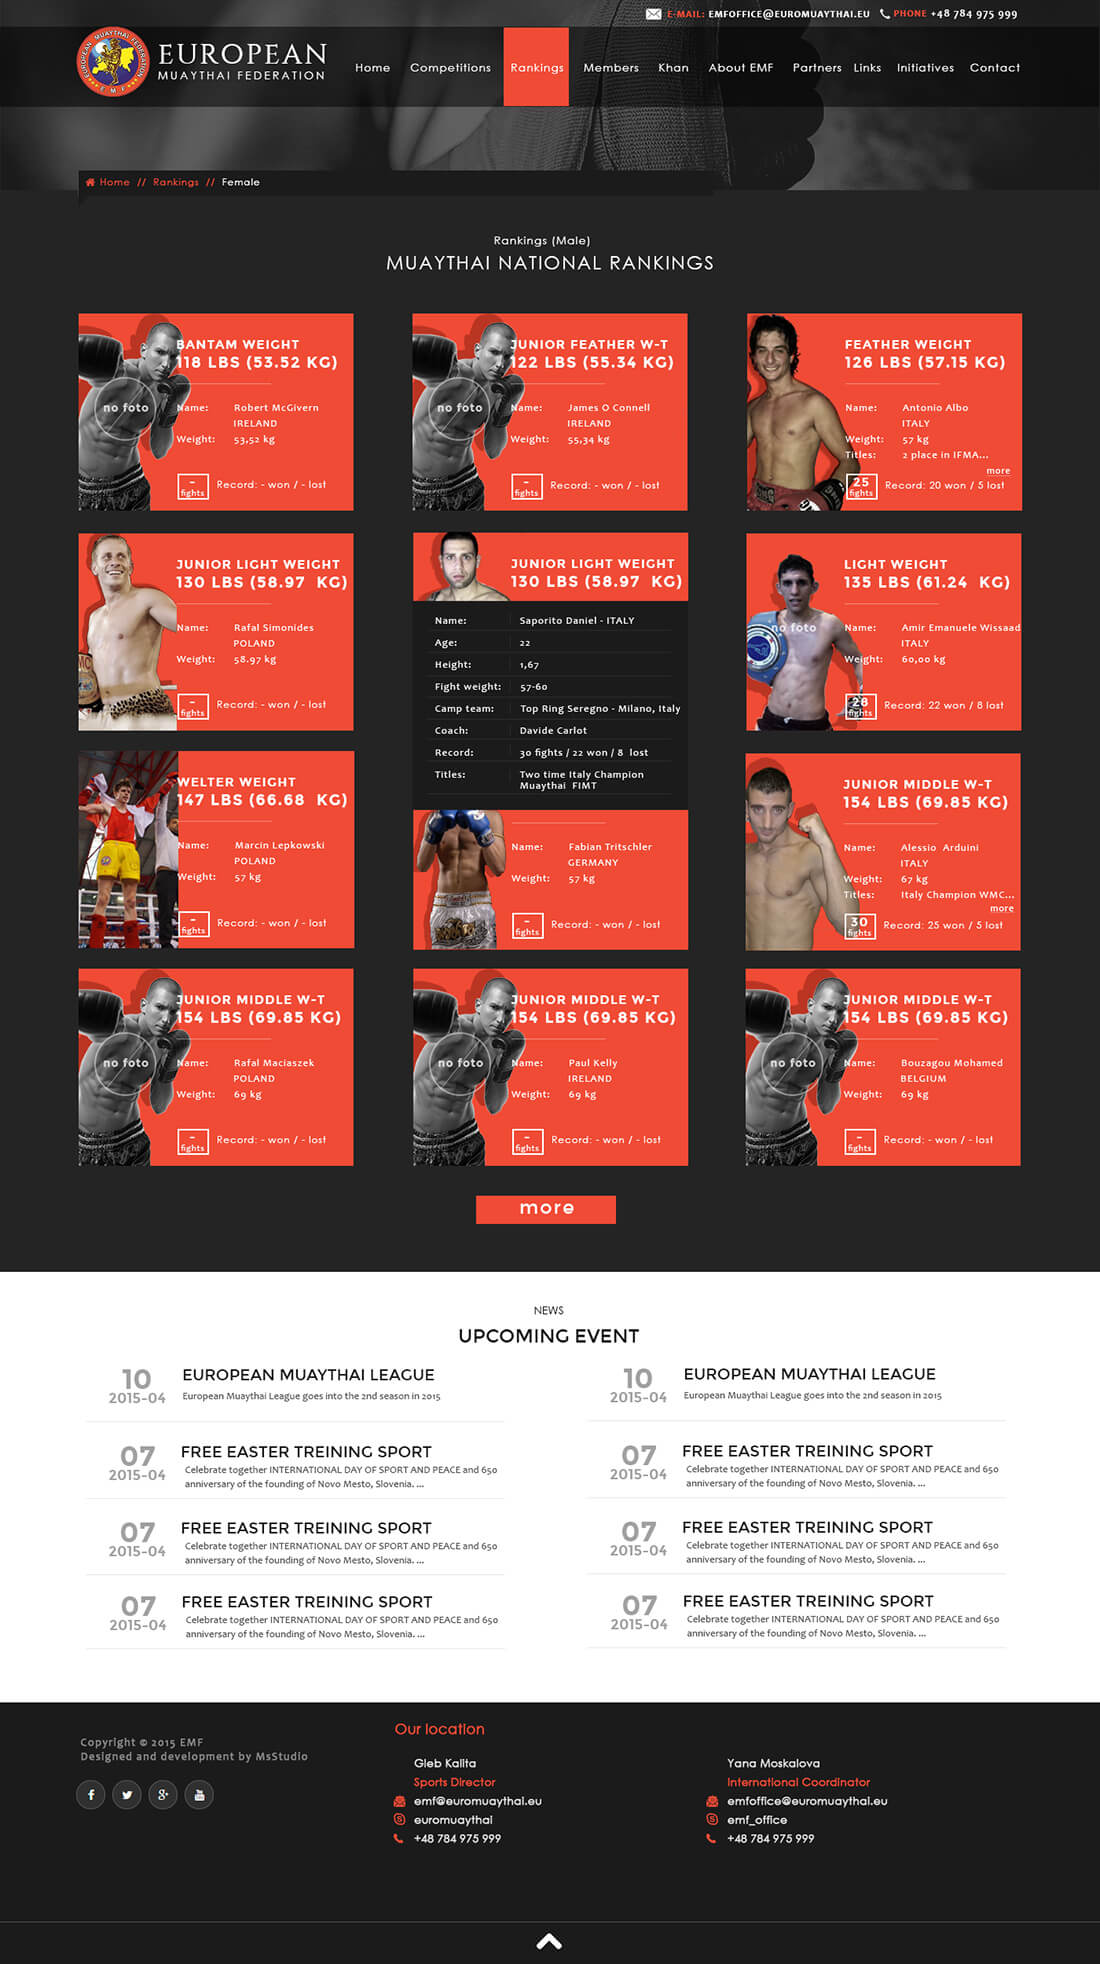 E-MAIL: EMFOFFICE@EUROMUAYTHAI.EU PHONE +48 784 975 999
EUROPEAN MUAYTHAI FEDERATION
E M F
EUROPEAN
MUAYTHAI FEDERATION
Home Competitions Rankings Members Khan About EMF Partners Links Initiatives Contact
Home // Rankings // Female
Rankings (Male)
MUAYTHAI NATIONAL RANKINGS
BANTAM WEIGHT
118 LBS (53.52 KG)
no foto
Name: Robert McGivern
IRELAND
Weight: 53,52 kg
-
fights
Record: - won / - lost
JUNIOR FEATHER W-T
122 LBS (55.34 KG)
no foto
Name: James O Connell
IRELAND
Weight: 55,34 kg
-
fights
Record: - won / - lost
FEATHER WEIGHT
126 LBS (57.15 KG)
Name: Antonio Albo
ITALY
Weight: 57 kg
Titles: 2 place in IFMA...
more
25
fights
Record: 20 won / 5 lost
JUNIOR LIGHT WEIGHT
130 LBS (58.97 KG)
Name: Rafal Simonides
POLAND
Weight: 58.97 kg
-
fights
Record: - won / - lost
JUNIOR LIGHT WEIGHT
130 LBS (58.97 KG)
Name: Saporito Daniel - ITALY
Age: 22
Height: 1,67
Fight weight: 57-60
Camp team: Top Ring Seregno - Milano, Italy
Coach: Davide Carlot
Record: 30 fights / 22 won / 8 lost
Titles: Two time Italy Champion
Muaythai FIMT
LIGHT WEIGHT
135 LBS (61.24 KG)
no foto
Name: Amir Emanuele Wissaad
ITALY
Weight: 60,00 kg
28
fights
Record: 22 won / 8 lost
WELTER WEIGHT
147 LBS (66.68 KG)
Name: Marcin Lepkowski
POLAND
Weight: 57 kg
-
fights
Record: - won / - lost
Name: Fabian Tritschler
GERMANY
Weight: 57 kg
-
fights
Record: - won / - lost
JUNIOR MIDDLE W-T
154 LBS (69.85 KG)
Name: Alessio Arduini
ITALY
Weight: 67 kg
Titles: Italy Champion WMC...
more
30
fights
Record: 25 won / 5 lost
JUNIOR MIDDLE W-T
154 LBS (69.85 KG)
no foto
Name: Rafal Maciaszek
POLAND
Weight: 69 kg
-
fights
Record: - won / - lost
JUNIOR MIDDLE W-T
154 LBS (69.85 KG)
no foto
Name: Paul Kelly
IRELAND
Weight: 69 kg
-
fights
Record: - won / - lost
JUNIOR MIDDLE W-T
154 LBS (69.85 KG)
no foto
Name: Bouzagou Mohamed
BELGIUM
Weight: 69 kg
-
fights
Record: - won / - lost
more
NEWS
UPCOMING EVENT
10
2015-04
EUROPEAN MUAYTHAI LEAGUE
European Muaythai League goes into the 2nd season in 2015
07
2015-04
FREE EASTER TREINING SPORT
Celebrate together INTERNATIONAL DAY OF SPORT AND PEACE and 650
anniversary of the founding of Novo Mesto, Slovenia. ...
07
2015-04
FREE EASTER TREINING SPORT
Celebrate together INTERNATIONAL DAY OF SPORT AND PEACE and 650
anniversary of the founding of Novo Mesto, Slovenia. ...
07
2015-04
FREE EASTER TREINING SPORT
Celebrate together INTERNATIONAL DAY OF SPORT AND PEACE and 650
anniversary of the founding of Novo Mesto, Slovenia. ...
10
2015-04
EUROPEAN MUAYTHAI LEAGUE
European Muaythai League goes into the 2nd season in 2015
07
2015-04
FREE EASTER TREINING SPORT
Celebrate together INTERNATIONAL DAY OF SPORT AND PEACE and 650
anniversary of the founding of Novo Mesto, Slovenia. ...
07
2015-04
FREE EASTER TREINING SPORT
Celebrate together INTERNATIONAL DAY OF SPORT AND PEACE and 650
anniversary of the founding of Novo Mesto, Slovenia. ...
07
2015-04
FREE EASTER TREINING SPORT
Celebrate together INTERNATIONAL DAY OF SPORT AND PEACE and 650
anniversary of the founding of Novo Mesto, Slovenia. ...
Copyright © 2015 EMF
Designed and development by MsStudio
Our location
Gleb Kalita
Sports Director
emf@euromuaythai.eu
euromuaythai
+48 784 975 999
Yana Moskalova
International Coordinator
emfoffice@euromuaythai.eu
emf_office
+48 784 975 999